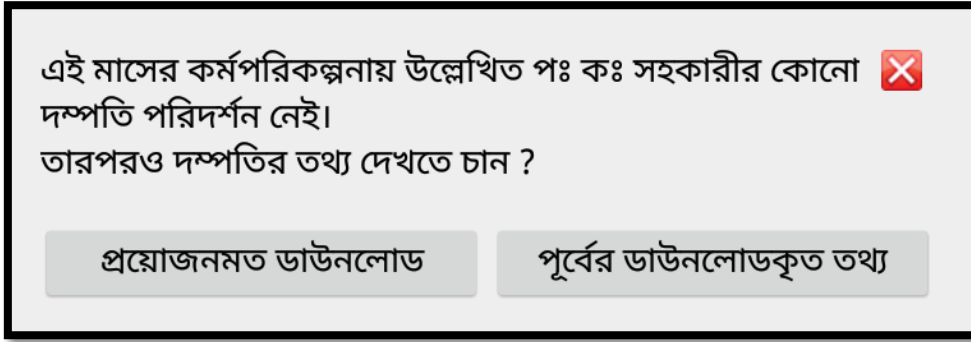 এই মাসের কর্মপরিকল্পনায় উল্লেখিত পঃ কঃ সহকারীর কোনো
দম্পতি পরিদর্শন নেই।
তারপরও দম্পতির তথ্য দেখতে চান ?
প্রয়োজনমত ডাউনলোড
পূর্বের ডাউনলোডকৃত তথ্য